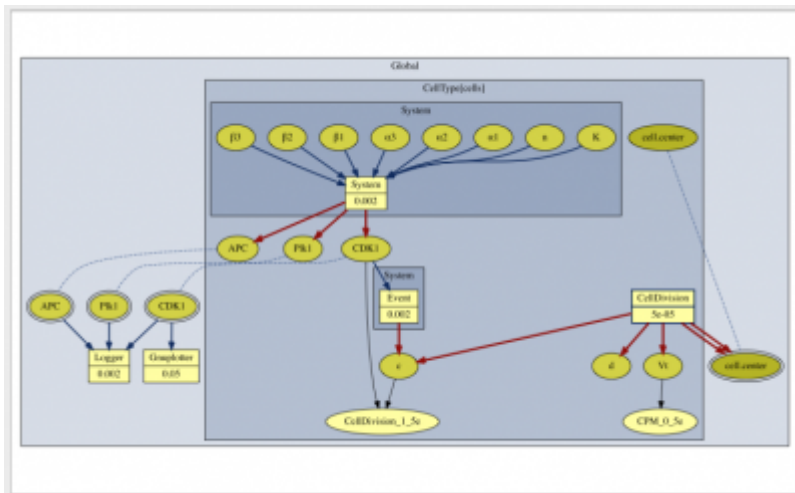 Global
CellType[cells]
System
β3 β2 β1 α3 α2 α1 n K cell.center
System
0.002
APC Plk1 CDK1
System
APC Plk1 CDK1 Event CellDivision
0.002 5e-05
Logger Gnuplotter c d Vt cell.center
0.002 0.05
CellDivision_1_5e CPM_0_5e